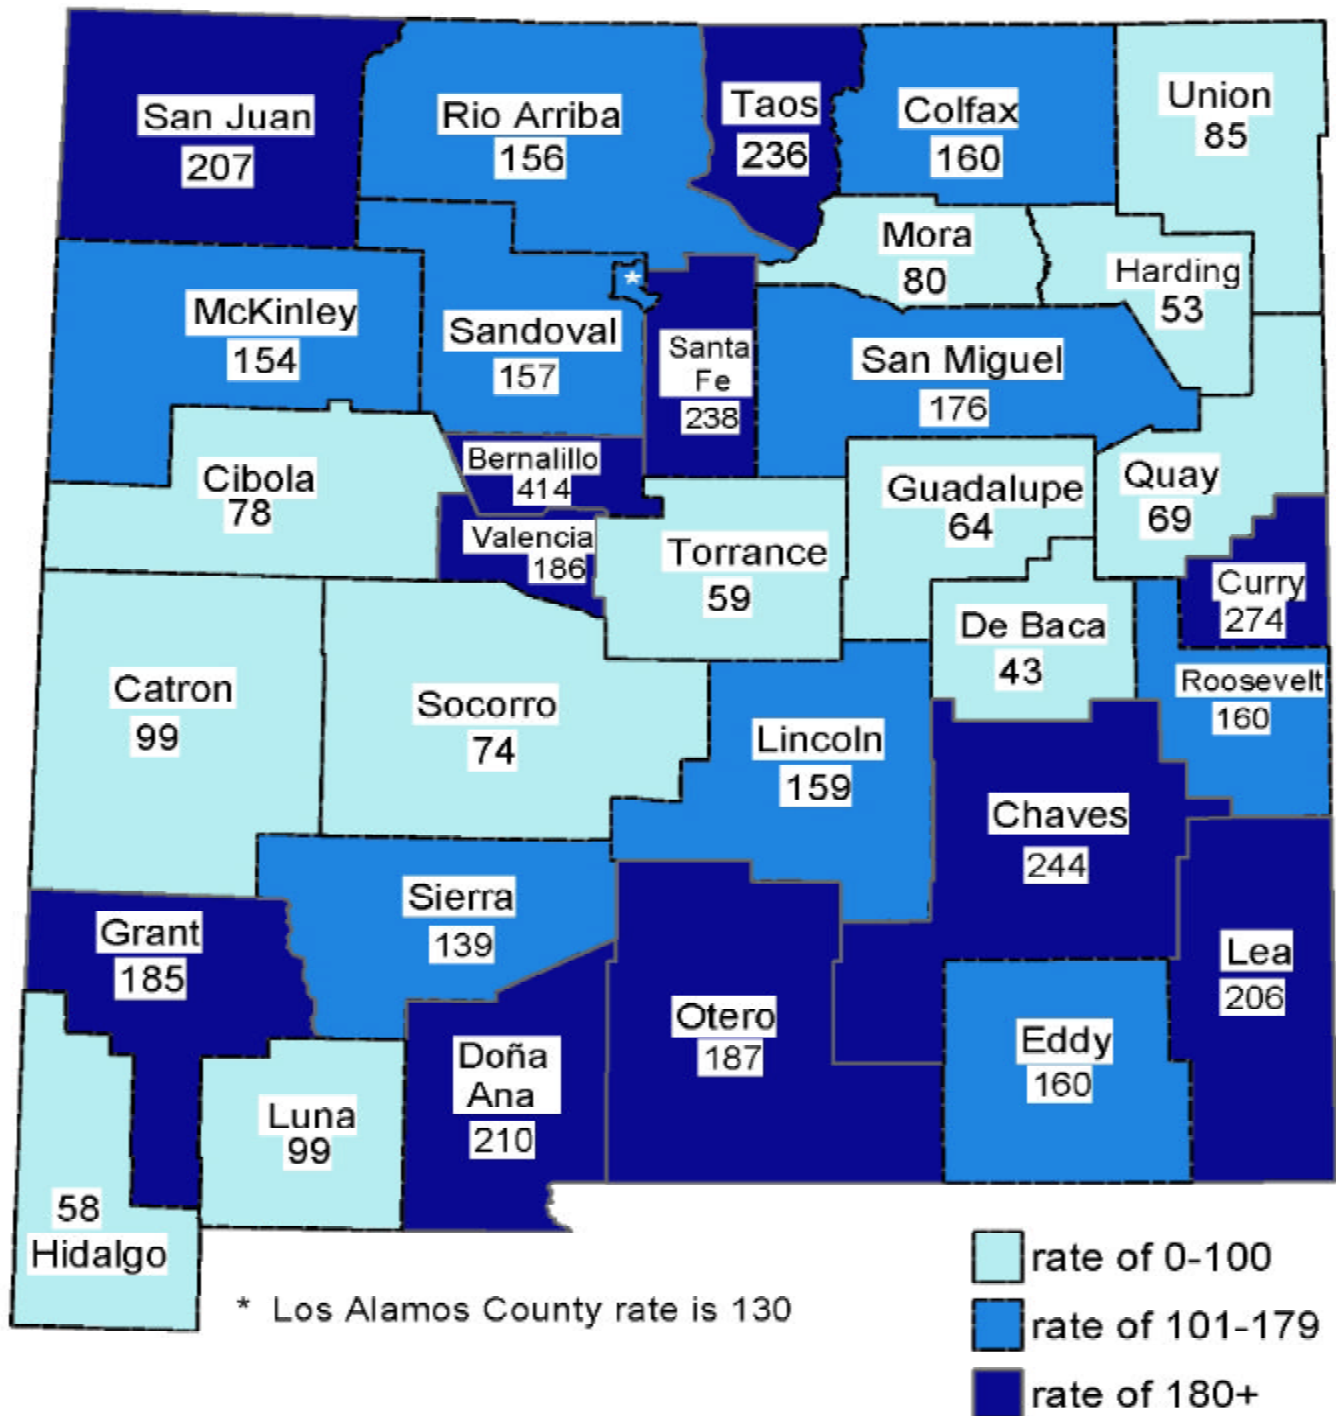 San Juan
207
Rio Arriba
156
Taos
236
Colfax
160
Union
85
Mora
80
Harding
53
McKinley
154
Sandoval
157
*
Santa
Fe
238
San Miguel
176
Cibola
78
Bernalillo
414
Valencia
186
Torrance
59
Guadalupe
64
Quay
69
Curry
274
De Baca
43
Roosevelt
160
Catron
99
Socorro
74
Lincoln
159
Chaves
244
Sierra
139
Grant
185
Lea
206
Otero
187
Eddy
160
Doña
Ana
210
Luna
99
58
Hidalgo
* Los Alamos County rate is 130
rate of 0-100
rate of 101-179
rate of 180+